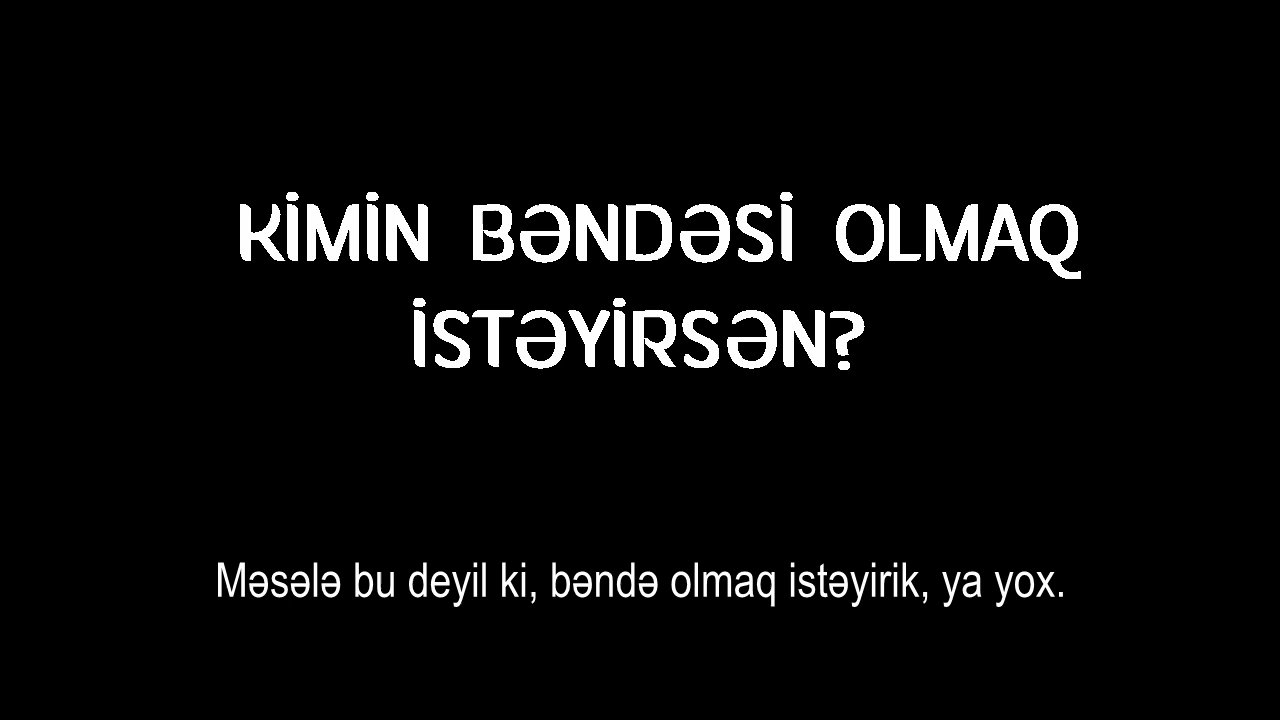 KİMİN BƏNDƏSİ OLMAQ
İSTƏYİRSƏN?
Məsələ bu deyil ki, bəndə olmaq istəyirik, ya yox.